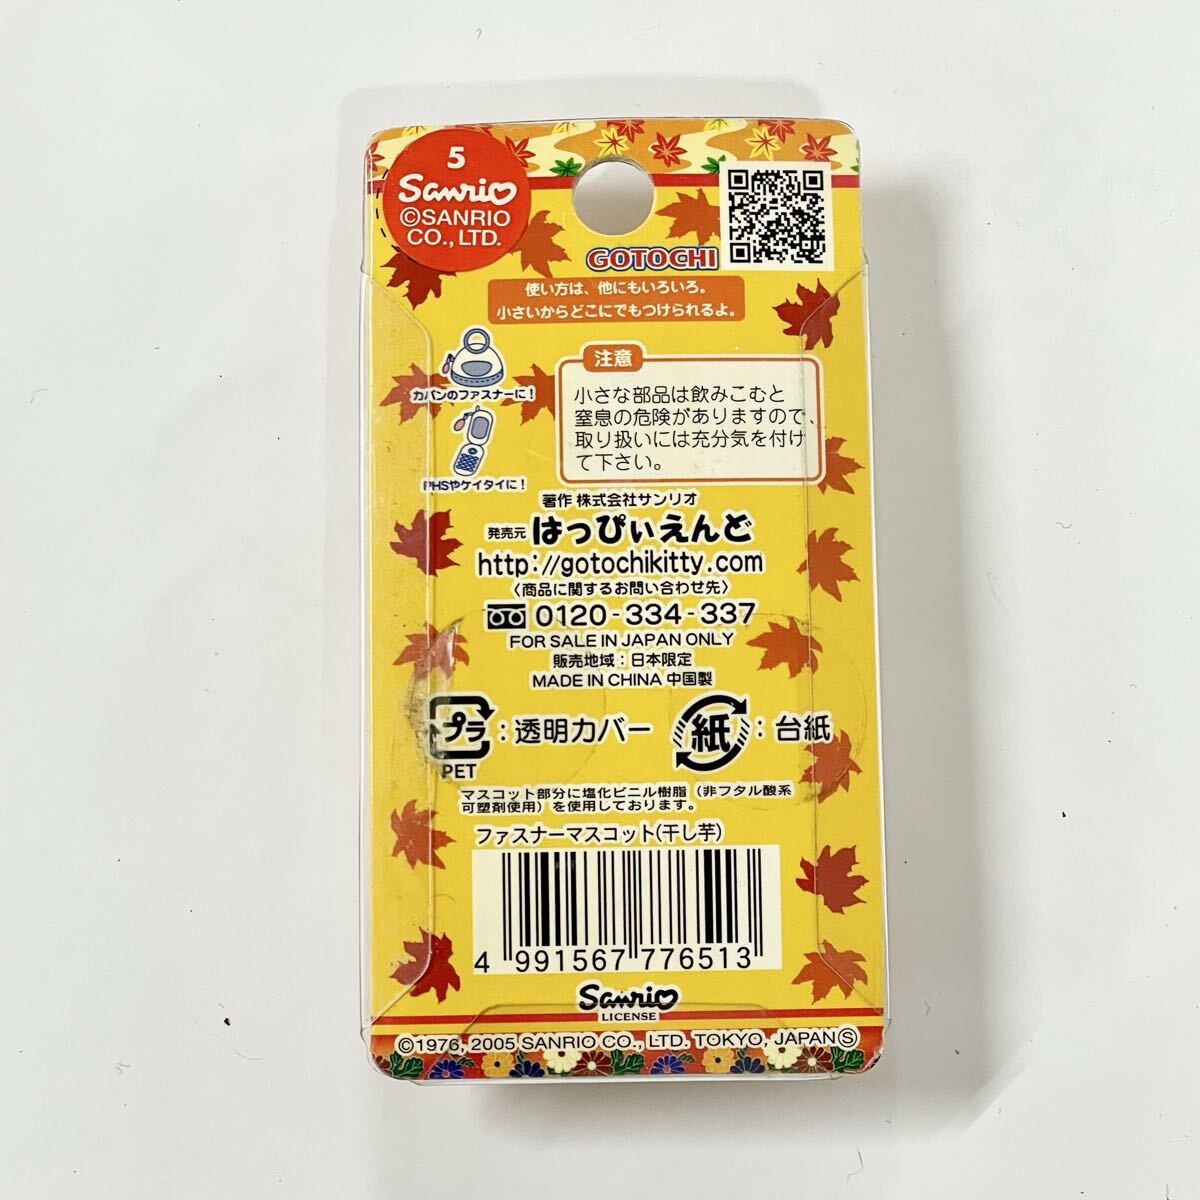 5
Sanrio
©SANRIO
CO., LTD.
GOTOCHI
使い方は、他にもいろいろ。
小さいからどこにでもつけられるよ。
カバンのファスナーに!
PHSやケイタイに!
注意
小さな部品は飲みこむと
窒息の危険がありますので、
取り扱いには充分気を付け
て下さい。
著作 株式会社サンリオ
発売元 はっぴぃえんど
http://gotochikitty.com
〈商品に関するお問い合わせ先〉
0120-334-337
FOR SALE IN JAPAN ONLY
販売地域:日本限定
MADE IN CHINA 中国製
プラ:透明カバー
PET
紙:台紙
マスコット部分に塩化ビニル樹脂(非フタル酸系
可塑剤使用)を使用しております。
ファスナーマスコット(干し芋)
4 991567 776513
Sanrio
LICENSE
©1976, 2005 SANRIO CO., LTD. TOKYO, JAPAN Ⓢ